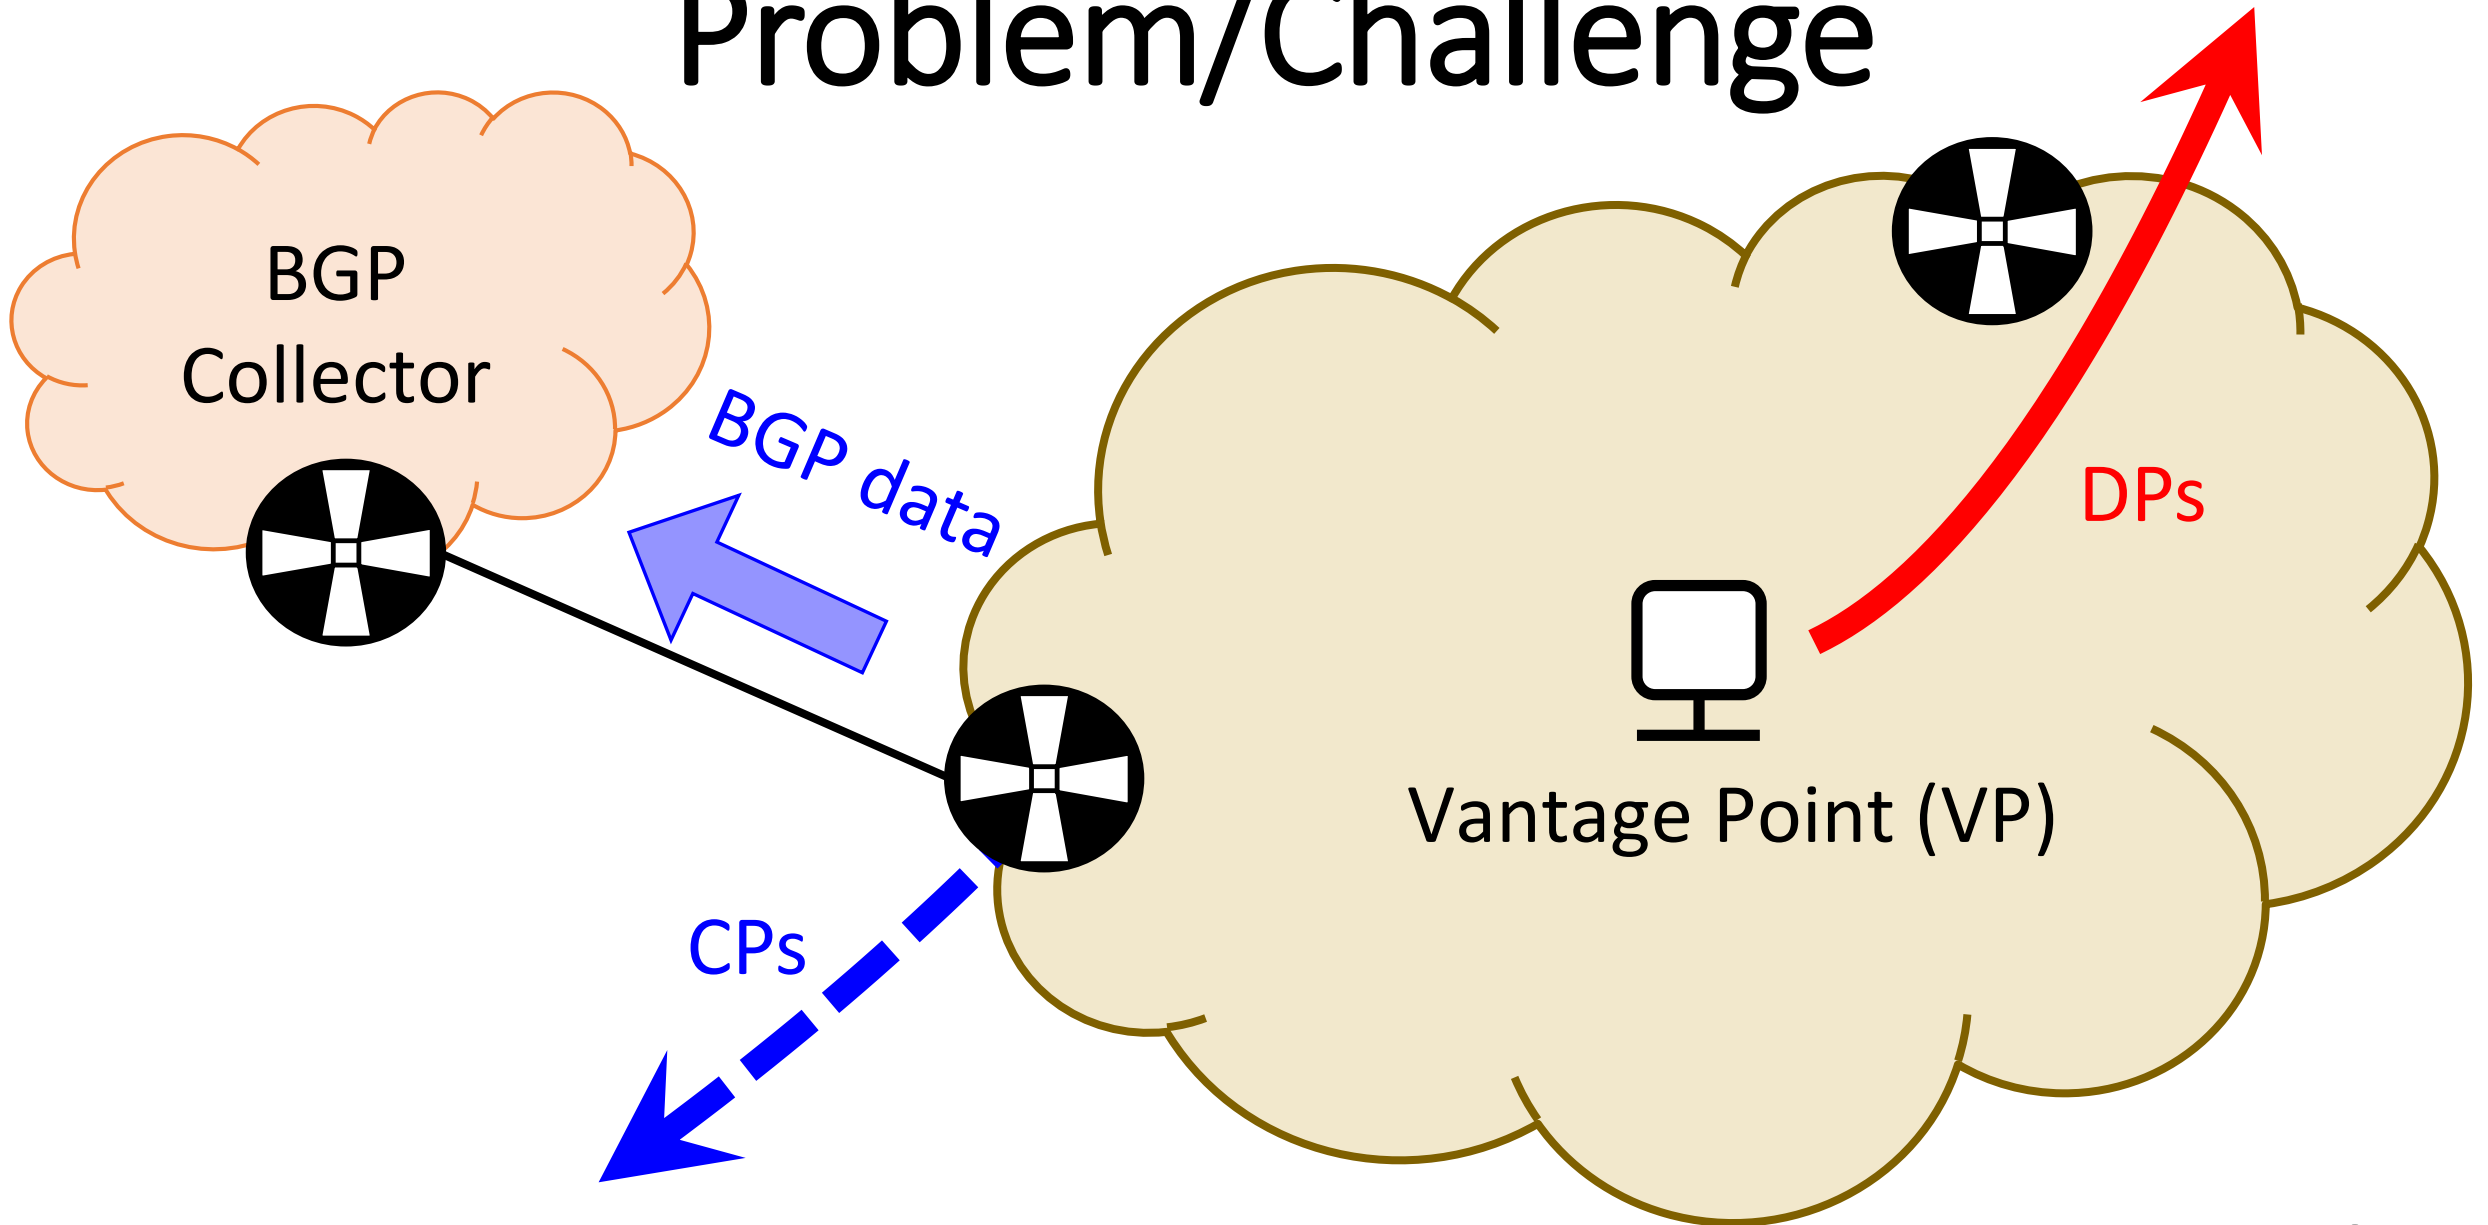 Problem/Challenge
BGP
Collector
BGP data
DPs
Vantage Point (VP)
CPs